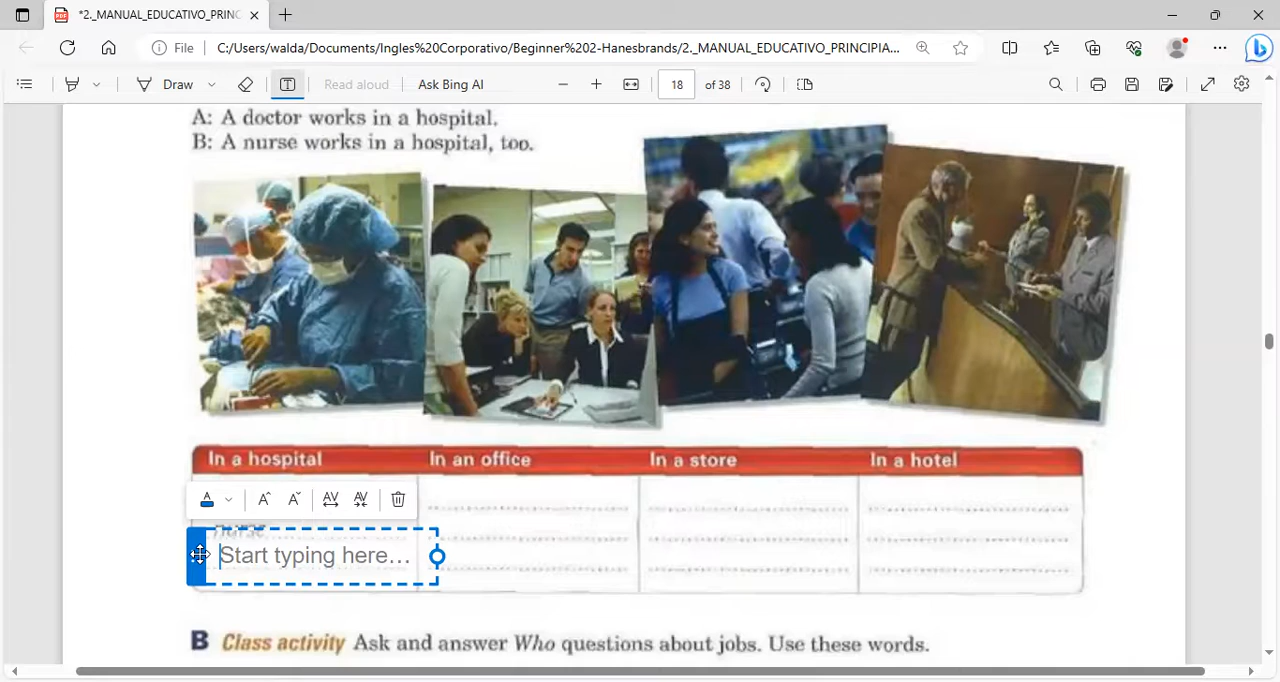 *2._MANUAL_EDUCATIVO_PRINC
File
C:/Users/walda/Documents/Ingles%20Corporativo/Beginner%202-Hanesbrands/2._MANUAL_EDUCATIVO_PRINCIPIA...
Draw
Read aloud
Ask Bing AI
18 of 38
A: A doctor works in a hospital.
B: A nurse works in a hospital, too.
In a hospital In an office In a store In a hotel
nurse
Start typing here...
B Class activity Ask and answer Who questions about jobs. Use these words.